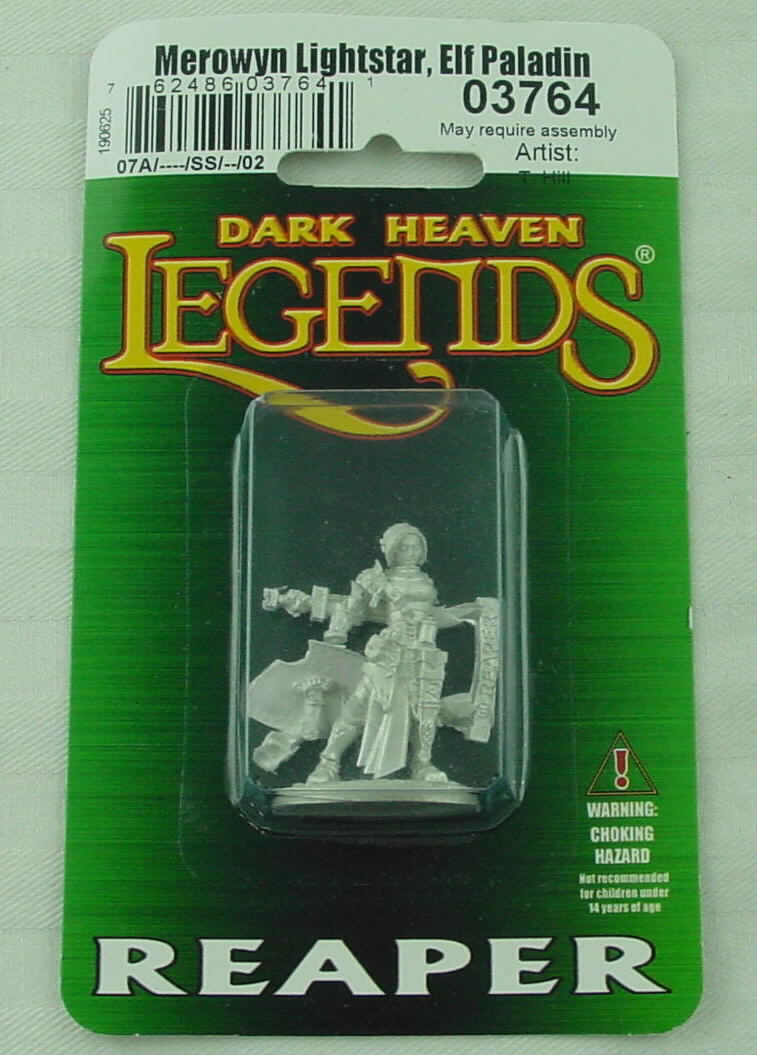 Merowyn Lightstar, Elf Paladin
7 62486 03764 1
03764
190625
May require assembly
07A/----/SS/--/02
Artist:
T. Hill
DARK HEAVEN
LEGENDS®
© REAPER
WARNING:
CHOKING
HAZARD
Not recommended
for children under
14 years of age
REAPER